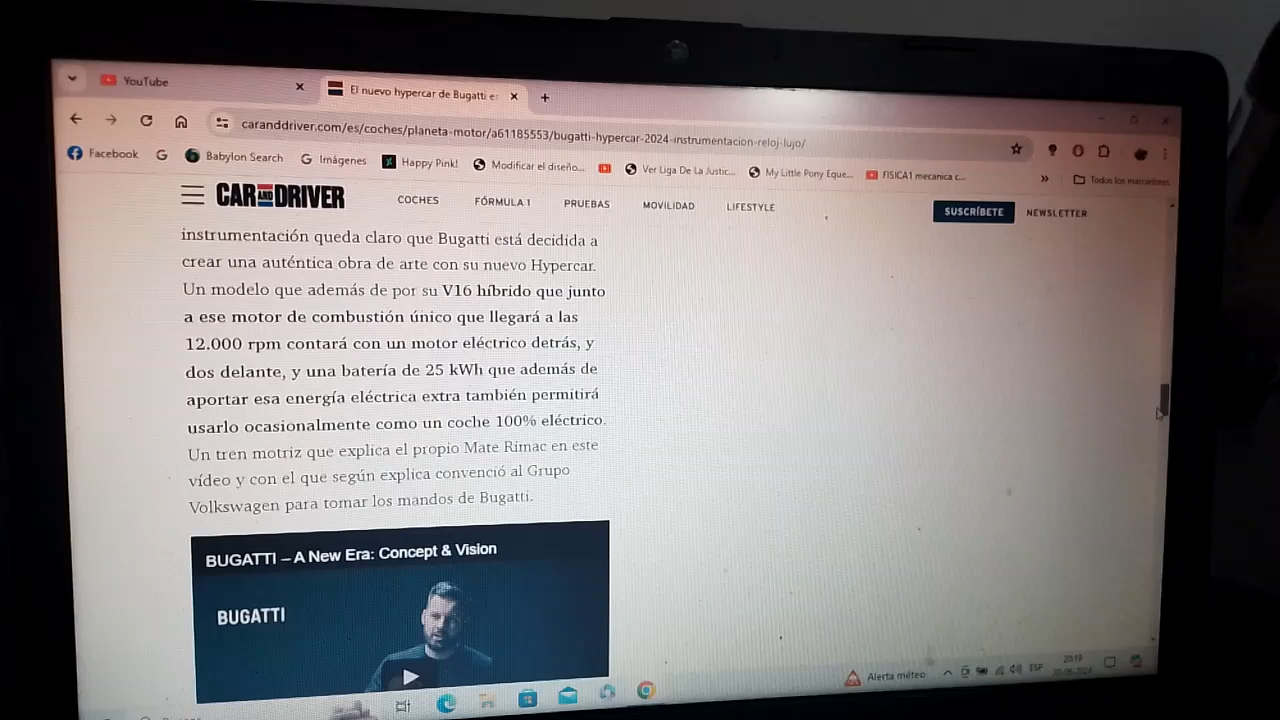 YouTube
El nuevo hypercar de Bugatti e
caranddriver.com/es/coches/planeta-motor/a61185553/bugatti-hypercar-2024-instrumentacion-reloj-lujo/
Facebook
Babylon Search
Imágenes
Happy Pink!
Modificar el diseño...
Ver Liga De La Justic...
My Little Pony Eque...
FISICA1 mecanica c...
»
Todos los marcadores
CAR AND DRIVER
COCHES
FÓRMULA 1
PRUEBAS
MOVILIDAD
LIFESTYLE
SUSCRÍBETE
NEWSLETTER
instrumentación queda claro que Bugatti está decidida a
crear una auténtica obra de arte con su nuevo Hypercar.
Un modelo que además de por su V16 híbrido que junto
a ese motor de combustión único que llegará a las
12.000 rpm contará con un motor eléctrico detrás, y
dos delante, y una batería de 25 kWh que además de
aportar esa energía eléctrica extra también permitirá
usarlo ocasionalmente como un coche 100% eléctrico.
Un tren motriz que explica el propio Mate Rimac en este
vídeo y con el que según explica convenció al Grupo
Volkswagen para tomar los mandos de Bugatti.
BUGATTI – A New Era: Concept & Vision
BUGATTI
Alerta méteo
ESP
20:19